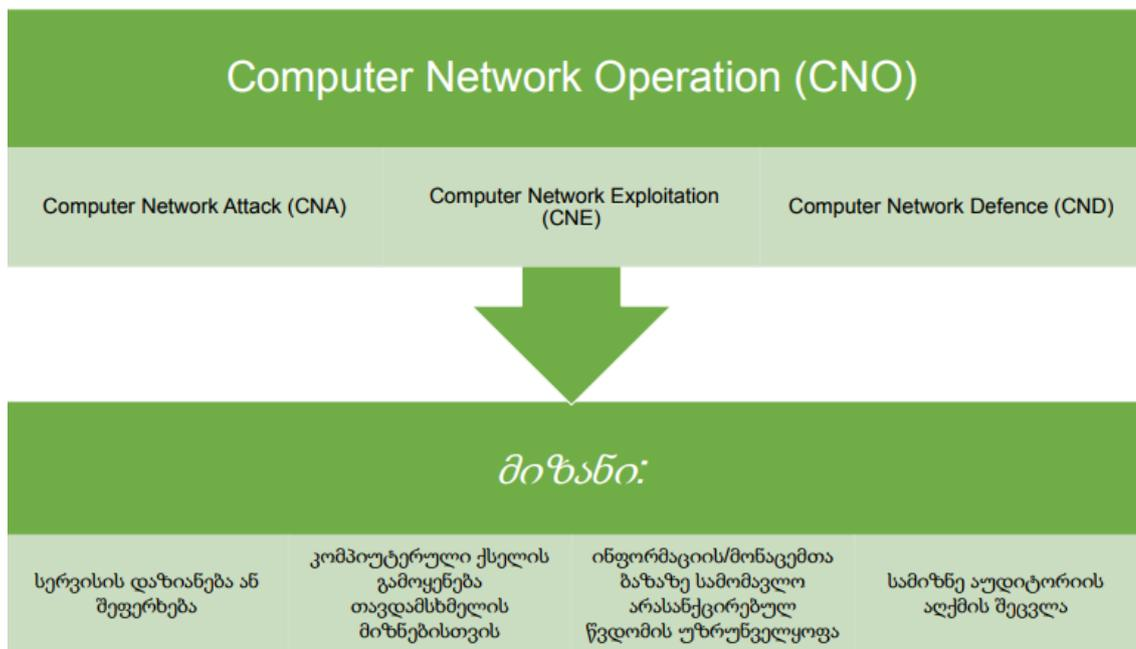 Computer Network Operation (CNO)
Computer Network Attack (CNA)
Computer Network Exploitation
(CNE)
Computer Network Defence (CND)
მიზანი:
სერვისის დაზიანება ან
შეფერხება
კომპიუტერული ქსელის
გამოყენება
თავდამსხმელის
მიზნებისთვის
ინფორმაციის/მონაცემთა
ბაზაზე სამომავლო
არასანქცირებულ
წვდომის უზრუნველყოფა
სამიზნე აუდიტორიის
აღქმის შეცვლა